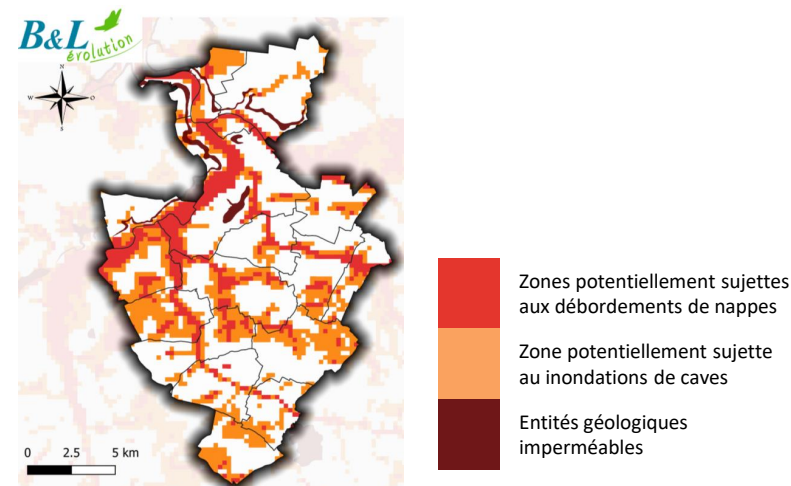 B&L
évolution
N
W
O
S
0 2.5 5 km
Zones potentiellement sujettes
aux débordements de nappes
Zone potentiellement sujette
au inondations de caves
Entités géologiques
imperméables